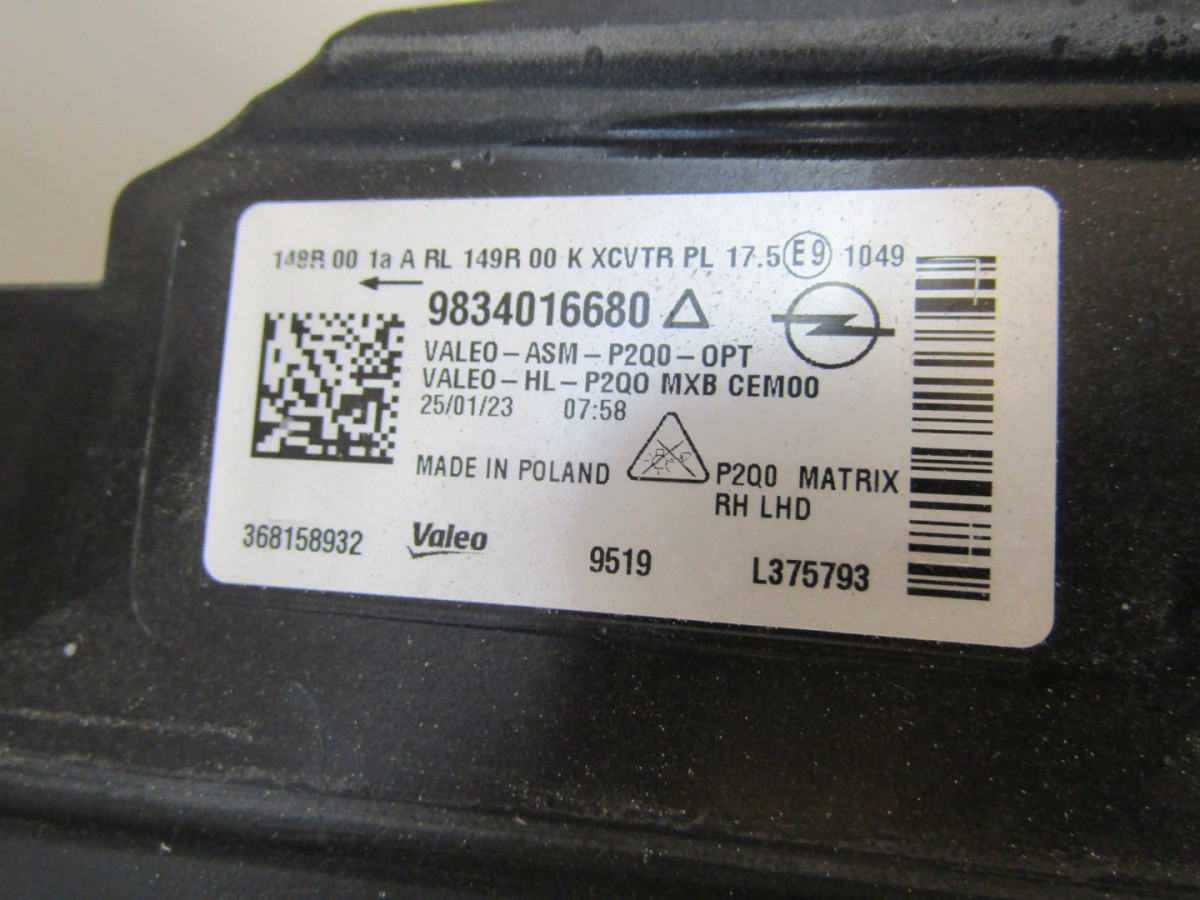 148R 00 1a A RL 149R 00 K XCVTR PL 17.5 E9 1049
9834016680
VALEO-ASM-P2Q0-OPT
VALEO-HL-P2Q0 MXB CEM00
25/01/23 07:58
MADE IN POLAND
P2Q0 MATRIX
RH LHD
368158932 Valeo 9519 L375793